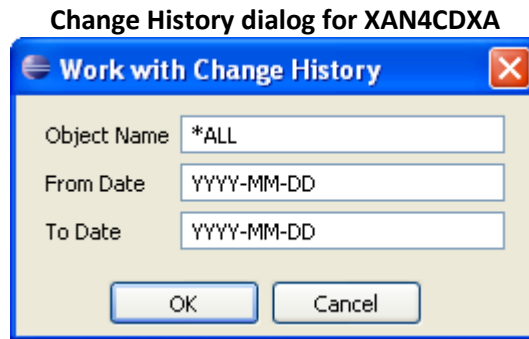 Change History dialog for XAN4CDXA
Work with Change History
Object Name *ALL
From Date YYYY-MM-DD
To Date YYYY-MM-DD
OK Cancel